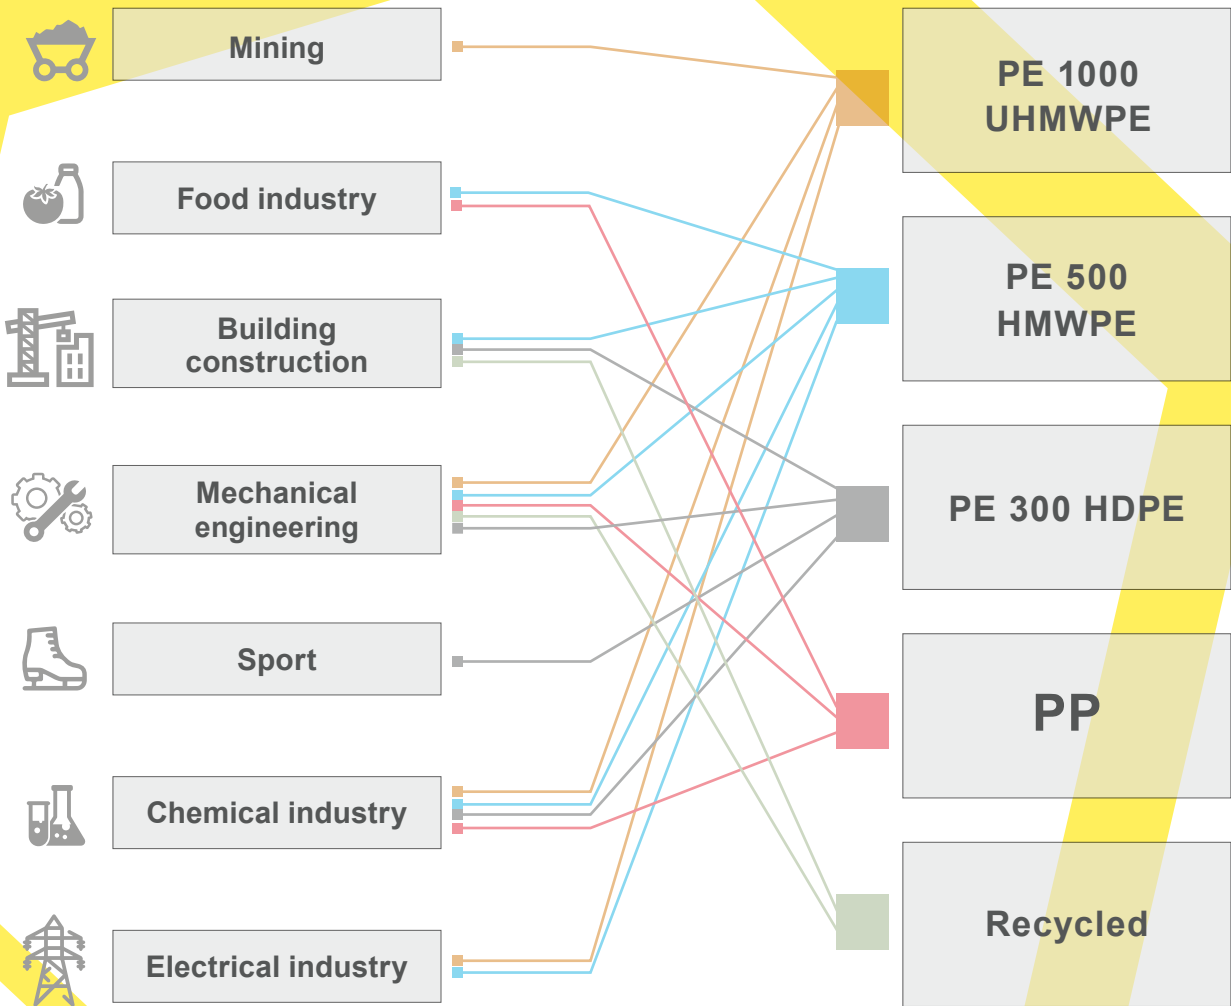 Mining
Food industry
Building
construction
Mechanical
engineering
Sport
Chemical industry
Electrical industry
PE 1000
UHMWPE
PE 500
HMWPE
PE 300 HDPE
PP
Recycled